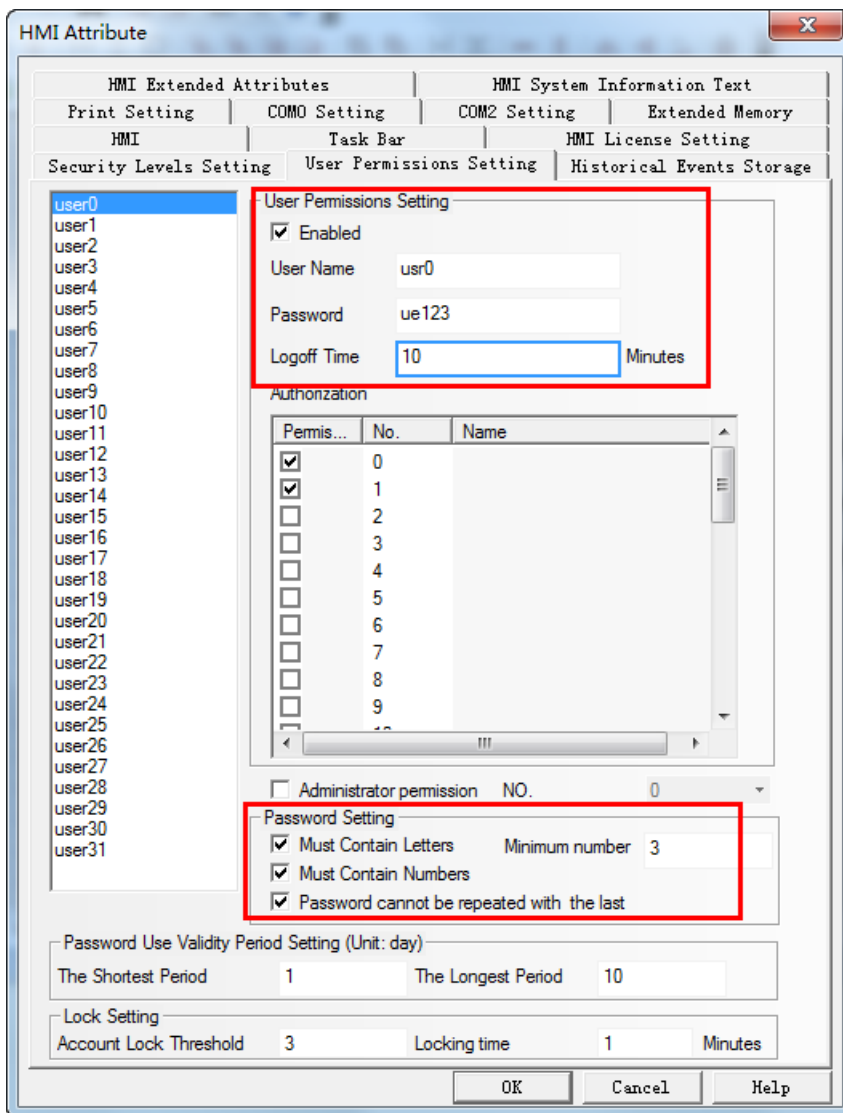 HMI Attribute
HMI Extended Attributes HMI System Information Text
Print Setting COM0 Setting COM2 Setting Extended Memory
HMI Task Bar HMI License Setting
Security Levels Setting User Permissions Setting Historical Events Storage
user0
user1
user2
user3
user4
user5
user6
user7
user8
user9
user10
user11
user12
user13
user14
user15
user16
user17
user18
user19
user20
user21
user22
user23
user24
user25
user26
user27
user28
user29
user30
user31
User Permissions Setting
Enabled
User Name usr0
Password ue123
Logoff Time 10 Minutes
Authorization
Permis... No. Name
0
1
2
3
4
5
6
7
8
9
Administrator permission NO. 0
Password Setting
Must Contain Letters Minimum number 3
Must Contain Numbers
Password cannot be repeated with the last
Password Use Validity Period Setting (Unit: day)
The Shortest Period 1 The Longest Period 10
Lock Setting
Account Lock Threshold 3 Locking time 1 Minutes
OK Cancel Help